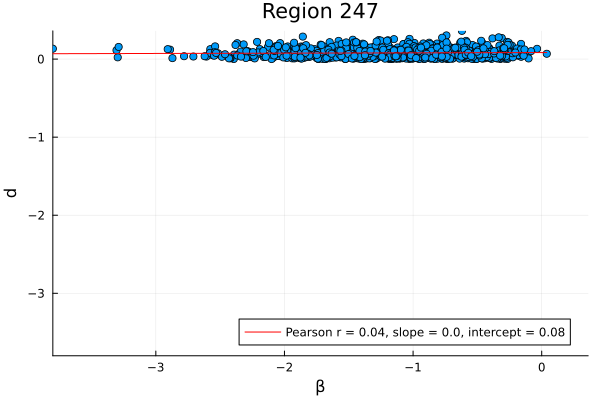 Region 247
0
−1
−2
−3
d
Pearson r = 0.04, slope = 0.0, intercept = 0.08
−3
−2
−1
0
β